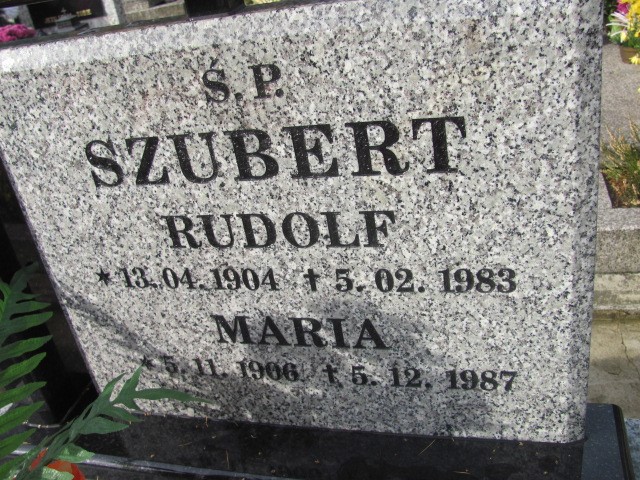 Ś.P.
SZUBERT
RUDOLF
* 13.04.1904 † 5.02.1983
MARIA
* 5.11.1906 † 5.12.1987